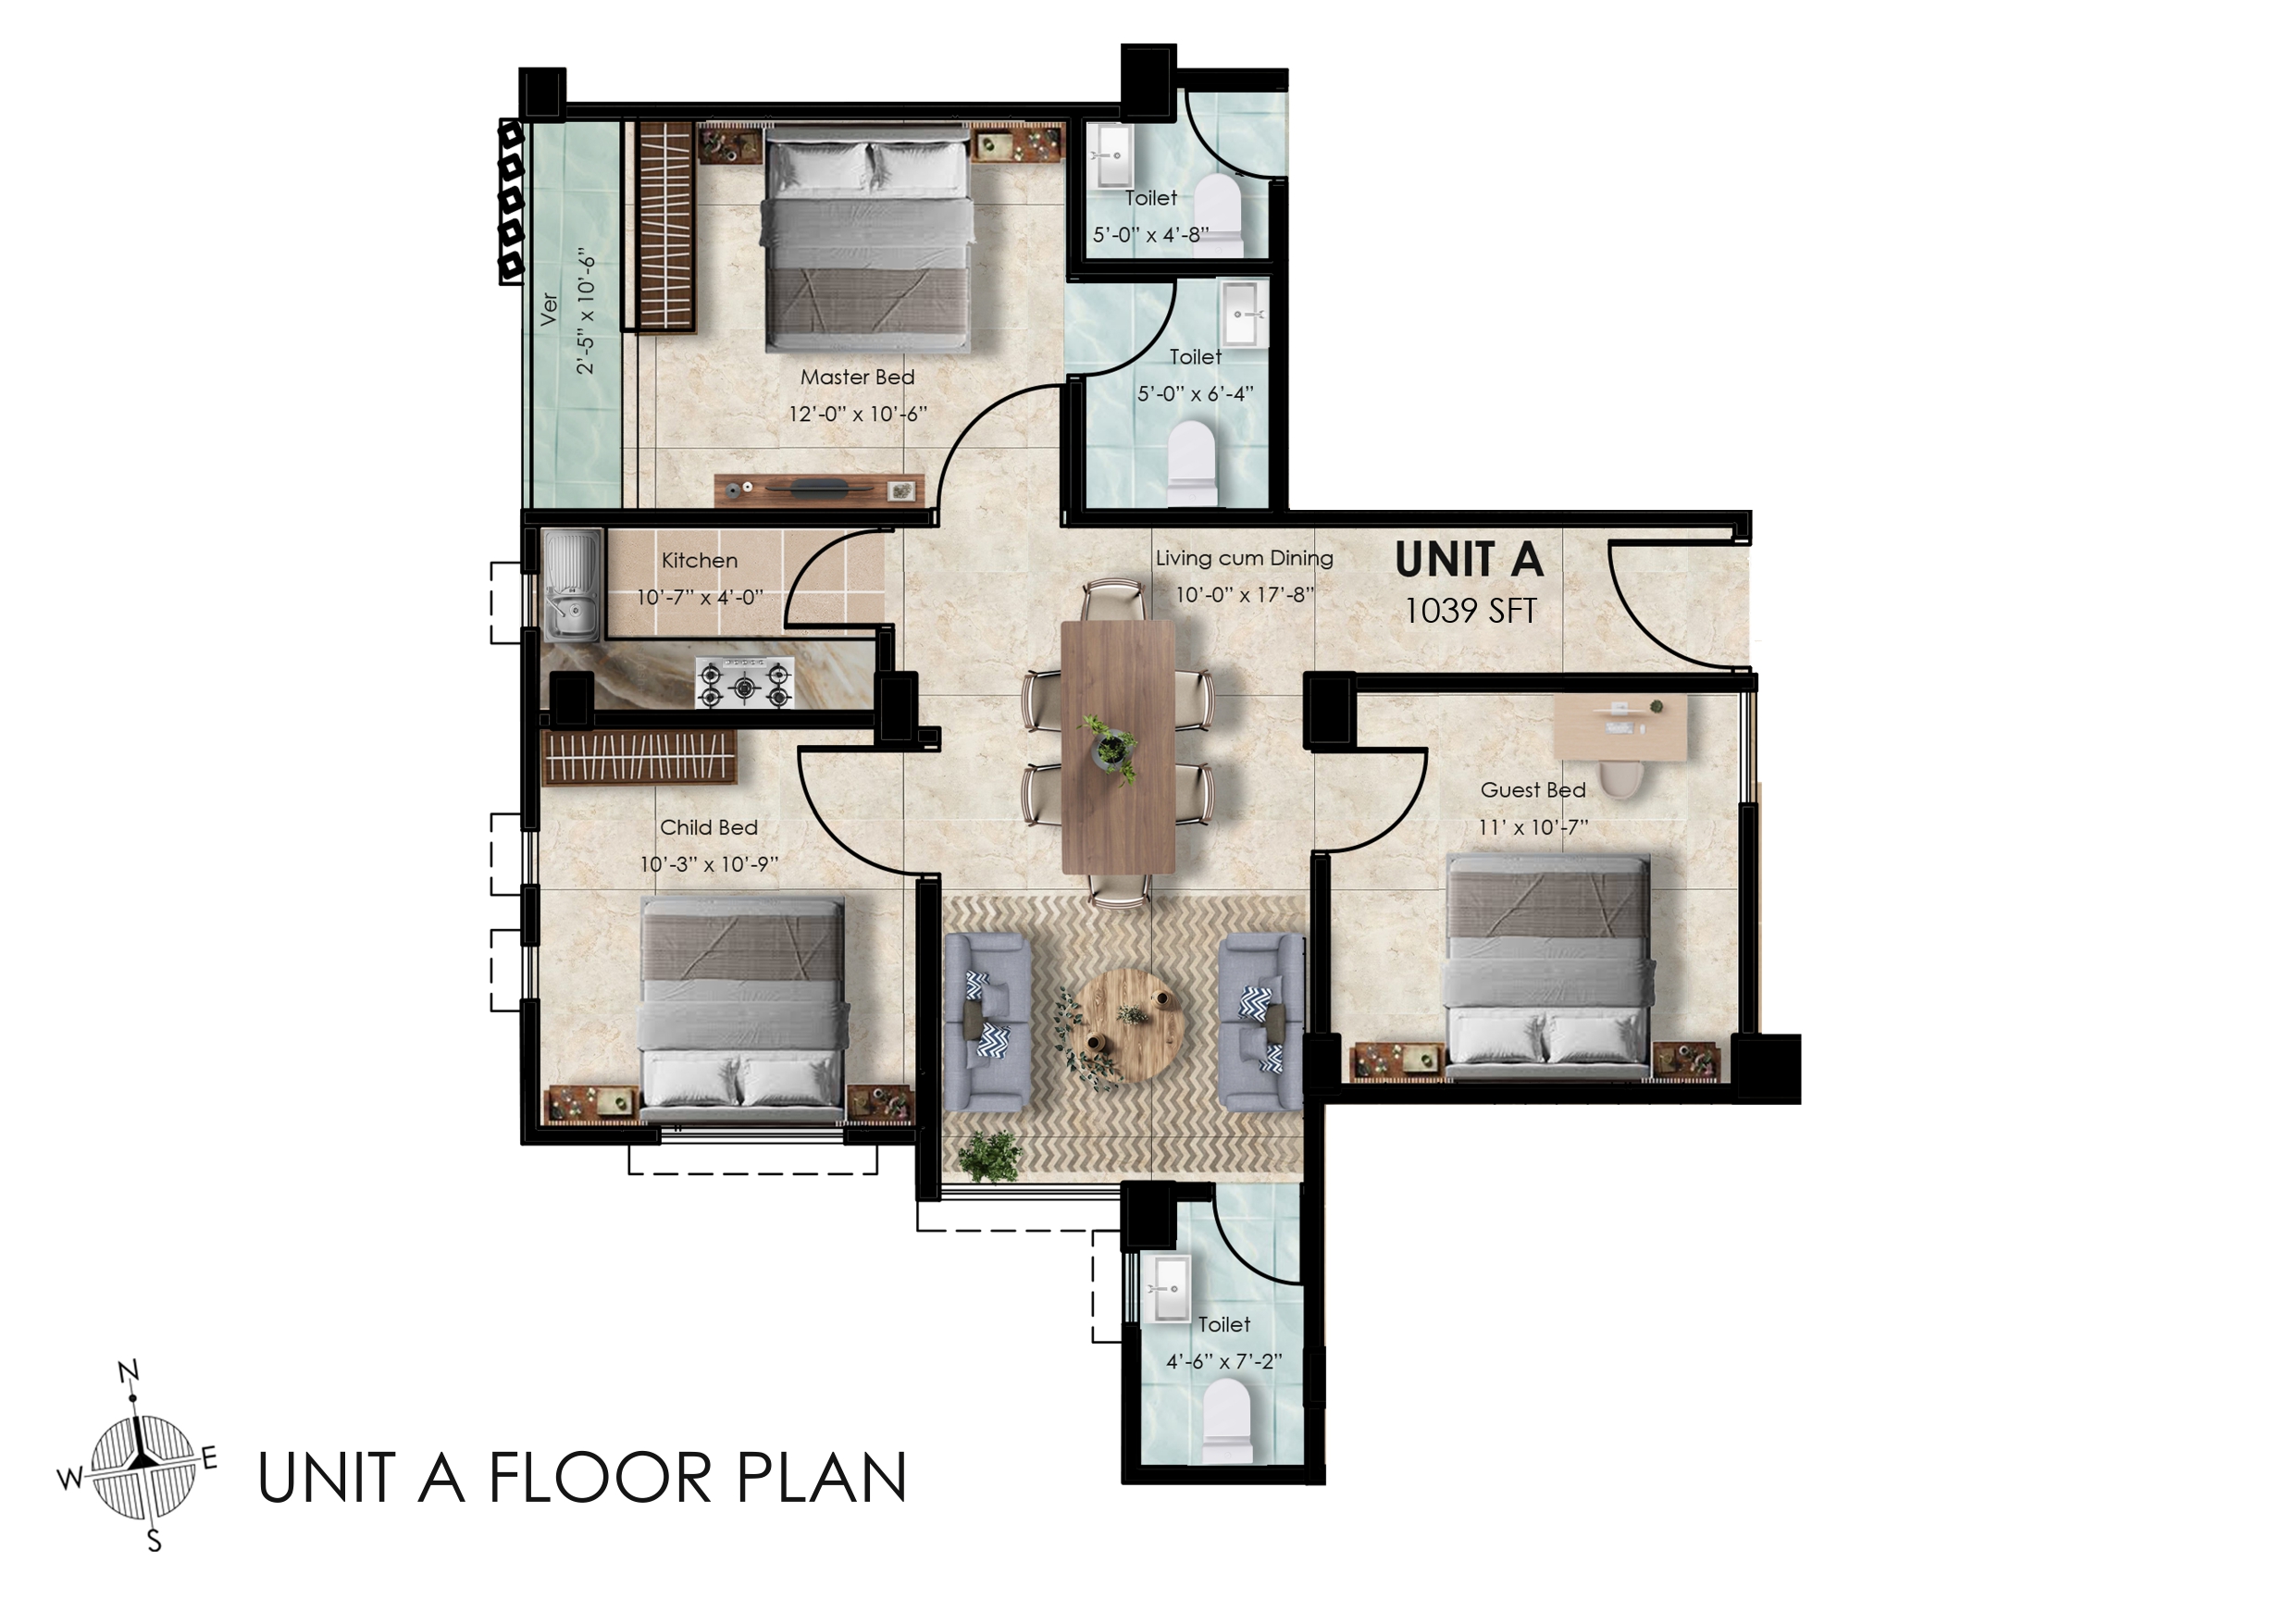 Toilet
5’-0” x 4’-8”
Ver
2’-5” x 10’-6”
Toilet
5’-0” x 6’-4”
Master Bed
12’-0” x 10’-6”
Kitchen
10’-7” x 4’-0”
Living cum Dining
10’-0” x 17’-8”
UNIT A
1039 SFT
Guest Bed
11’ x 10’-7”
Child Bed
10’-3” x 10’-9”
Toilet
4’-6” x 7’-2”
N
W
E
S
UNIT A FLOOR PLAN